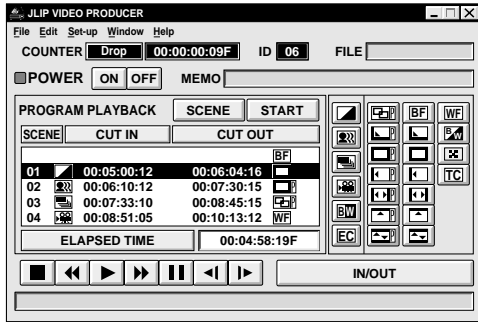 JLIP VIDEO PRODUCER
File Edit Set-up Window Help
COUNTER Drop 00:00:00:09F ID 06 FILE
POWER ON OFF MEMO
PROGRAM PLAYBACK SCENE START
SCENE CUT IN CUT OUT
BF
01 00:05:00:12 00:06:04:16
02 00:06:10:12 00:07:30:15 P
03 00:07:33:10 00:08:45:15 P
04 00:08:51:05 00:10:13:12 WF
ELAPSED TIME 00:04:58:19F
P BF WF
P B/W
P
P TC
P
BW P
EC P
IN/OUT